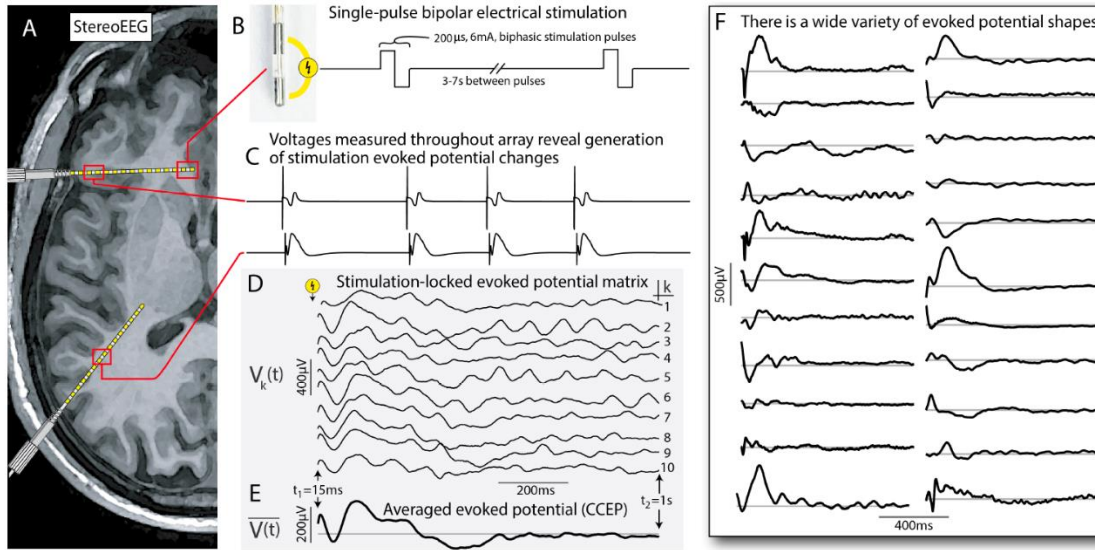 A
StereoEEG
B
Single-pulse bipolar electrical stimulation
200μs, 6mA, biphasic stimulation pulses
3-7s between pulses
C
Voltages measured throughout array reveal generation
of stimulation evoked potential changes
D
Stimulation-locked evoked potential matrix
k
1
2
3
4
5
6
7
8
9
10
Vk(t)
400μV
200ms
t1=15ms
t2=1s
E
Averaged evoked potential (CCEP)
V(t)
200μV
F
There is a wide variety of evoked potential shapes
500μV
400ms